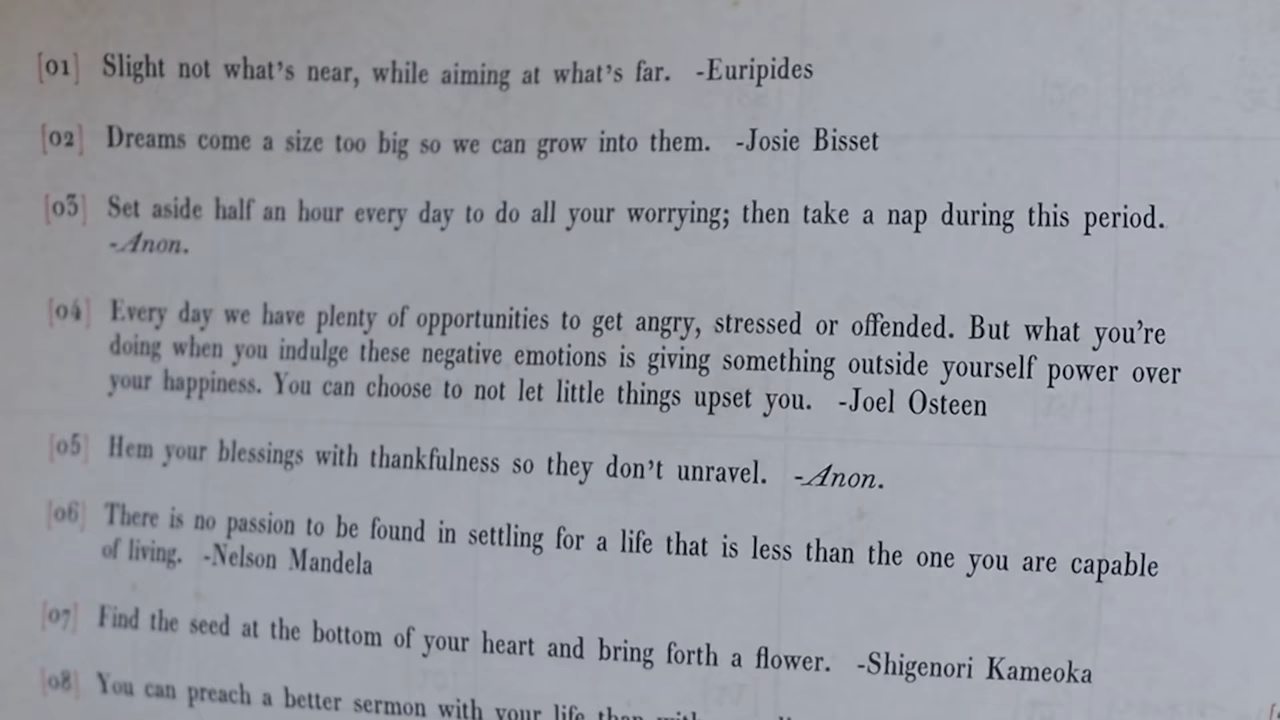 [01] Slight not what's near, while aiming at what's far. -Euripides
[02] Dreams come a size too big so we can grow into them. -Josie Bisset
[03] Set aside half an hour every day to do all your worrying; then take a nap during this period.
-Anon.
[04] Every day we have plenty of opportunities to get angry, stressed or offended. But what you're
doing when you indulge these negative emotions is giving something outside yourself power over
your happiness. You can choose to not let little things upset you. -Joel Osteen
[05] Hem your blessings with thankfulness so they don't unravel. -Anon.
[06] There is no passion to be found in settling for a life that is less than the one you are capable
of living. -Nelson Mandela
[07] Find the seed at the bottom of your heart and bring forth a flower. -Shigenori Kameoka
[08] You can preach a better sermon with your life than with